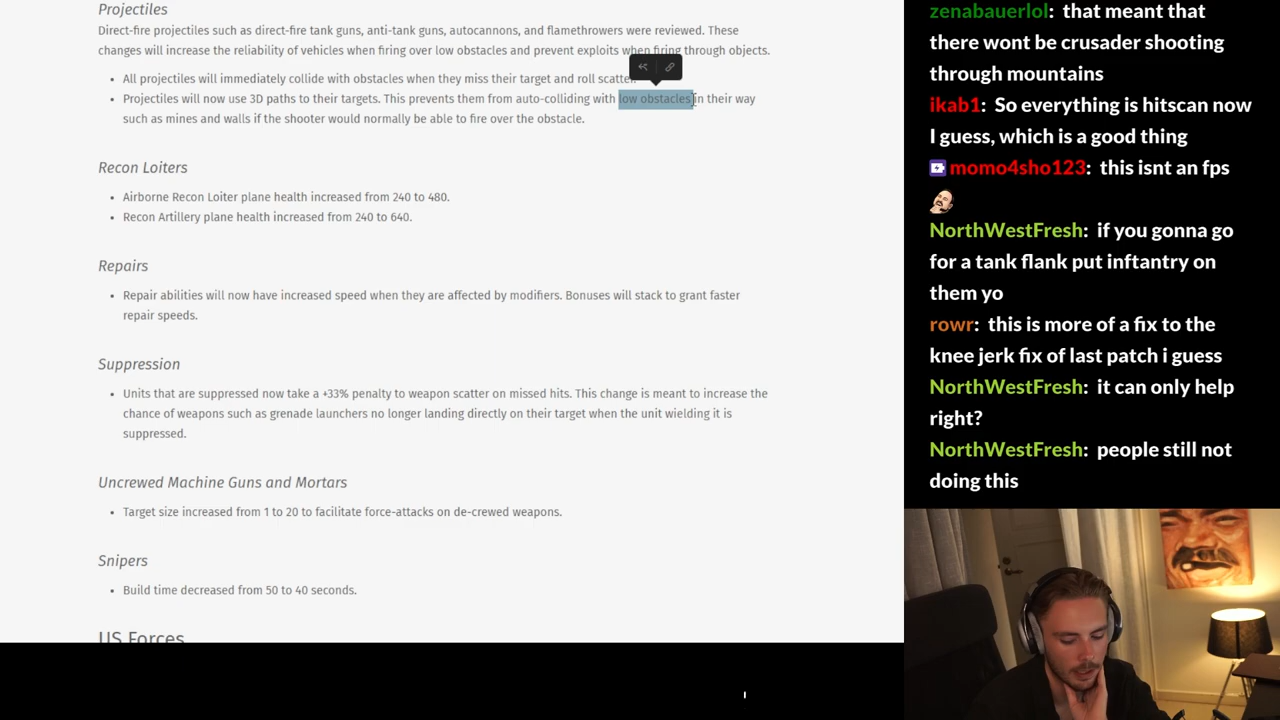 Projectiles
Direct-fire projectiles such as direct-fire tank guns, anti-tank guns, autocannons, and flamethrowers were reviewed. These
changes will increase the reliability of vehicles when firing over low obstacles and prevent exploits when firing through objects.
• All projectiles will immediately collide with obstacles when they miss their target and roll scatter.
• Projectiles will now use 3D paths to their targets. This prevents them from auto-colliding with low obstacles in their way
such as mines and walls if the shooter would normally be able to fire over the obstacle.
Recon Loiters
• Airborne Recon Loiter plane health increased from 240 to 480.
• Recon Artillery plane health increased from 240 to 640.
Repairs
• Repair abilities will now have increased speed when they are affected by modifiers. Bonuses will stack to grant faster
repair speeds.
Suppression
• Units that are suppressed now take a +33% penalty to weapon scatter on missed hits. This change is meant to increase the
chance of weapons such as grenade launchers no longer landing directly on their target when the unit wielding it is
suppressed.
Uncrewed Machine Guns and Mortars
• Target size increased from 1 to 20 to facilitate force-attacks on de-crewed weapons.
Snipers
• Build time decreased from 50 to 40 seconds.
US Forces
zenabauerlol: that meant that
there wont be crusader shooting
through mountains
ikab1: So everything is hitscan now
I guess, which is a good thing
momo4sho123: this isnt an fps
NorthWestFresh: if you gonna go
for a tank flank put inftantry on
them yo
rowr: this is more of a fix to the
knee jerk fix of last patch i guess
NorthWestFresh: it can only help
right?
NorthWestFresh: people still not
doing this